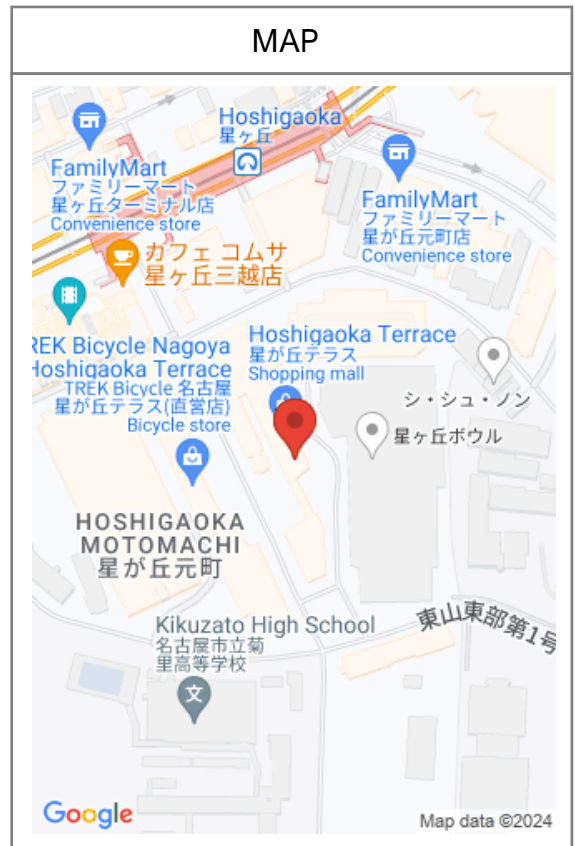 MAP
Hoshigaoka
星ヶ丘
FamilyMart
ファミリーマート
星ヶ丘ターミナル店
Convenience store
FamilyMart
ファミリーマート
星が丘元町店
Convenience store
カフェ コムサ
星ヶ丘三越店
REK Bicycle Nagoya
Hoshigaoka Terrace
TREK Bicycle 名古屋
星が丘テラス(直営店)
Bicycle store
Hoshigaoka Terrace
星が丘テラス
Shopping mall
シ・シュ・ノン
星ヶ丘ボウル
HOSHIGAOKA
MOTOMACHI
星が丘元町
Kikuzato High School
名古屋市立菊
里高等学校
文
東山東部第1号
Google
Map data ©2024